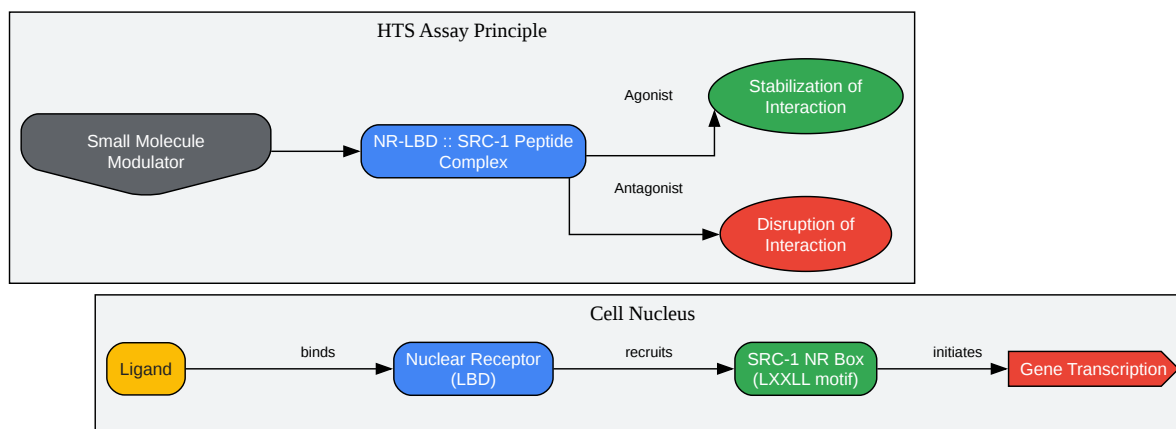 HTS Assay Principle
Small Molecule
Modulator
NR-LBD :: SRC-1 Peptide
Complex
Agonist
Stabilization of
Interaction
Antagonist
Disruption of
Interaction
Cell Nucleus
Ligand
binds
Nuclear Receptor
(LBD)
recruits
SRC-1 NR Box
(LXXLL motif)
initiates
Gene Transcription